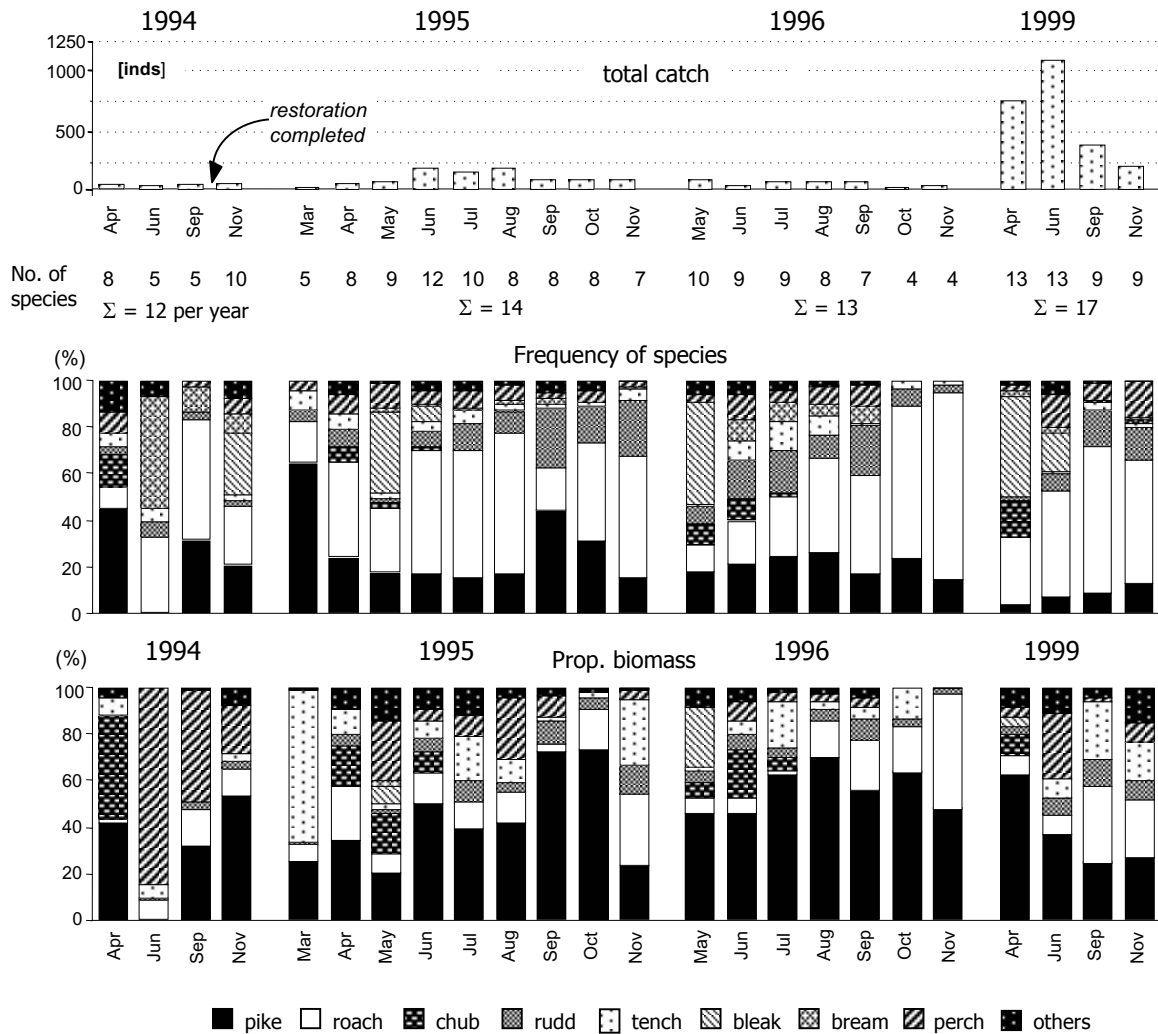 1994 1995 1996 1999
1250
1000
500
0
[inds]
total catch
restoration
completed
Apr Jun Sep Nov Mar Apr May Jun Jul Aug Sep Oct Nov May Jun Jul Aug Sep Oct Nov Apr Jun Sep Nov
No. of
species
8 5 5 10 5 8 9 12 10 8 8 8 7 10 9 9 8 7 4 4 13 13 9 9
Σ = 12 per year Σ = 14 Σ = 13 Σ = 17
(%) Frequency of species
100
80
60
40
20
0
(%) 1994 1995 Prop. biomass 1996 1999
100
80
60
40
20
0
Apr Jun Sep Nov Mar Apr May Jun Jul Aug Sep Oct Nov May Jun Jul Aug Sep Oct Nov Apr Jun Sep Nov
pike roach chub rudd tench bleak bream perch others